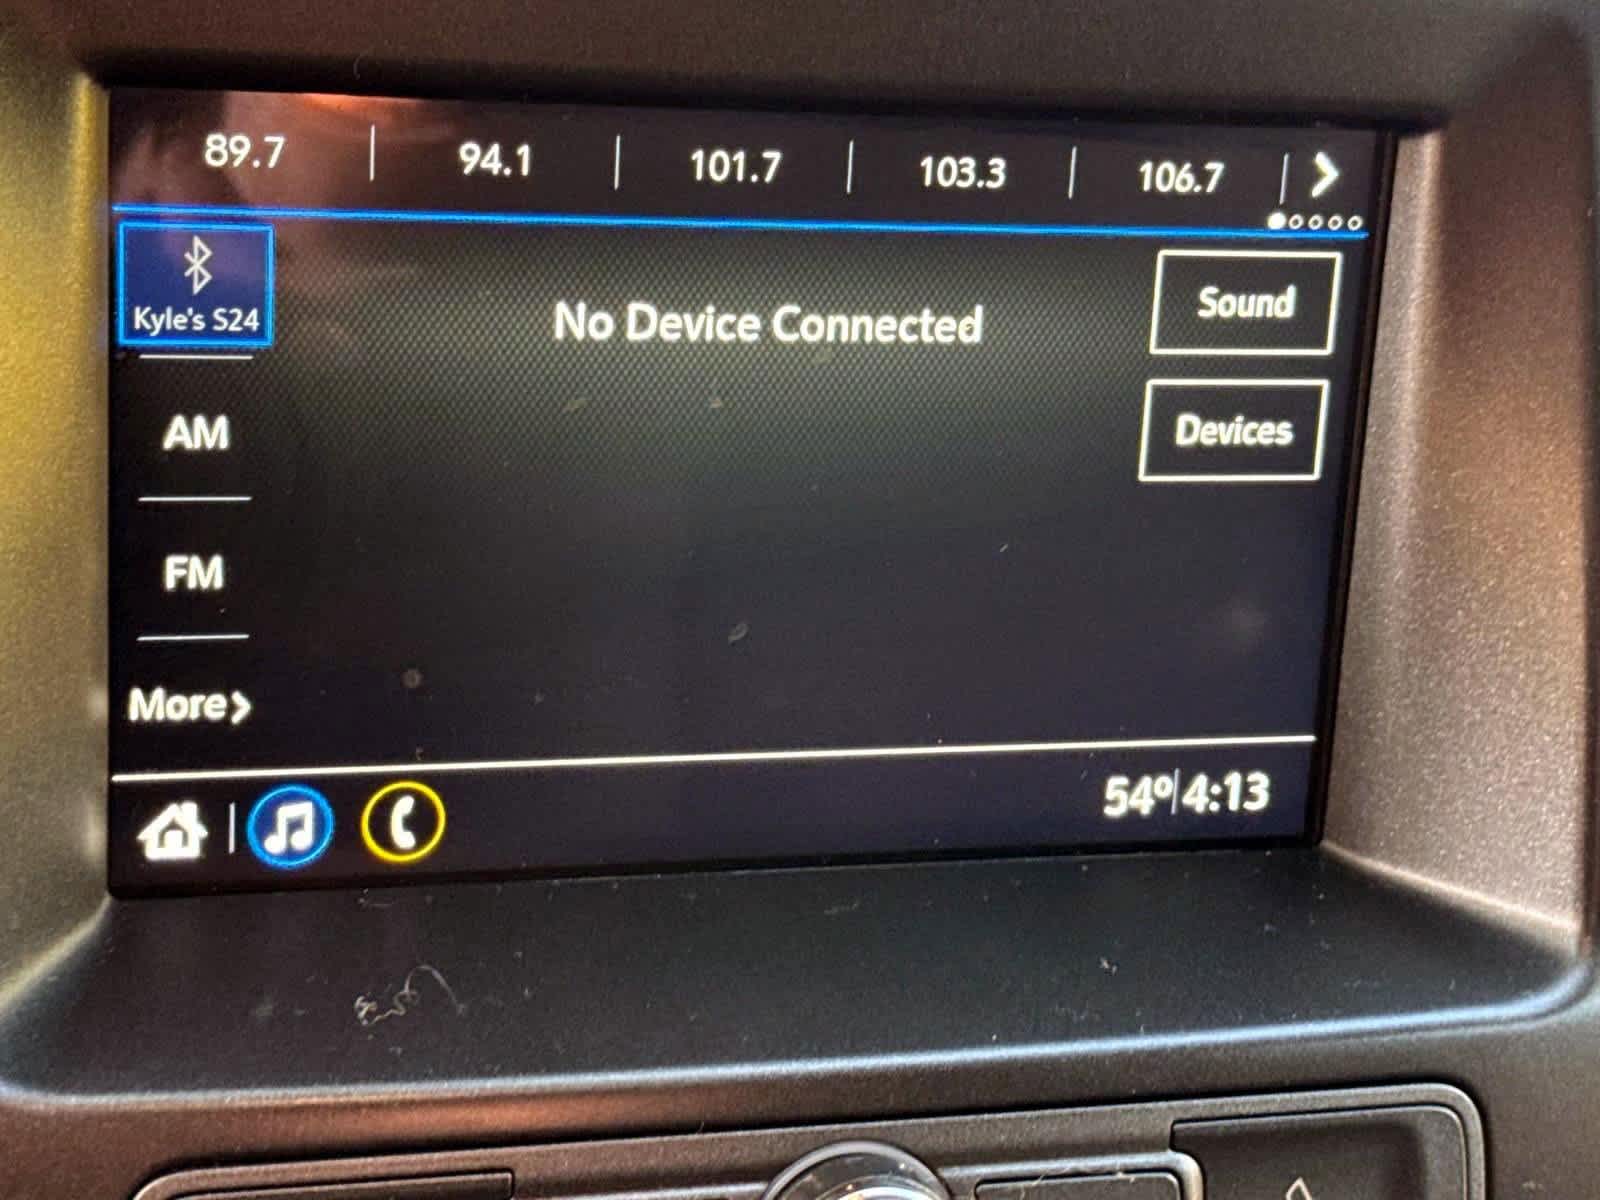 89.7 | 94.1 | 101.7 | 103.3 | 106.7 |
Kyle's S24
No Device Connected
Sound
Devices
AM
FM
More
54° | 4:13